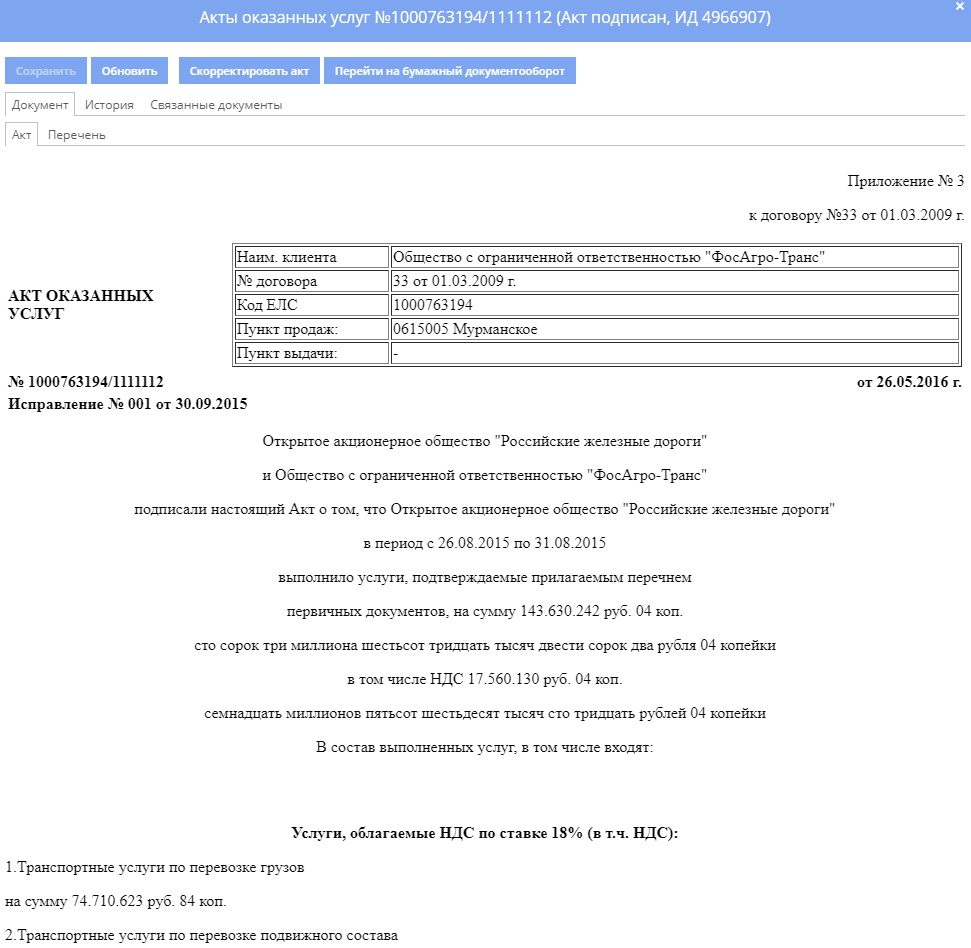 Акты оказанных услуг №1000763194/1111112 (Акт подписан, ИД 4966907)
×
Сохранить Обновить Скорректировать акт Перейти на бумажный документооборот
Документ История Связанные документы
Акт Перечень
Приложение № 3
к договору №33 от 01.03.2009 г.
АКТ ОКАЗАННЫХ
УСЛУГ
Наим. клиента Общество с ограниченной ответственностью "ФосАгро-Транс"
№ договора 33 от 01.03.2009 г.
Код ЕЛС 1000763194
Пункт продаж: 0615005 Мурманское
Пункт выдачи: -
№ 1000763194/1111112 от 26.05.2016 г.
Исправление № 001 от 30.09.2015
Открытое акционерное общество "Российские железные дороги"
и Общество с ограниченной ответственностью "ФосАгро-Транс"
подписали настоящий Акт о том, что Открытое акционерное общество "Российские железные дороги"
в период с 26.08.2015 по 31.08.2015
выполнило услуги, подтверждаемые прилагаемым перечнем
первичных документов, на сумму 143.630.242 руб. 04 коп.
сто сорок три миллиона шестьсот тридцать тысяч двести сорок два рубля 04 копейки
в том числе НДС 17.560.130 руб. 04 коп.
семнадцать миллионов пятьсот шестьдесят тысяч сто тридцать рублей 04 копейки
В состав выполненных услуг, в том числе входят:
Услуги, облагаемые НДС по ставке 18% (в т.ч. НДС):
1.Транспортные услуги по перевозке грузов
на сумму 74.710.623 руб. 84 коп.
2.Транспортные услуги по перевозке подвижного состава